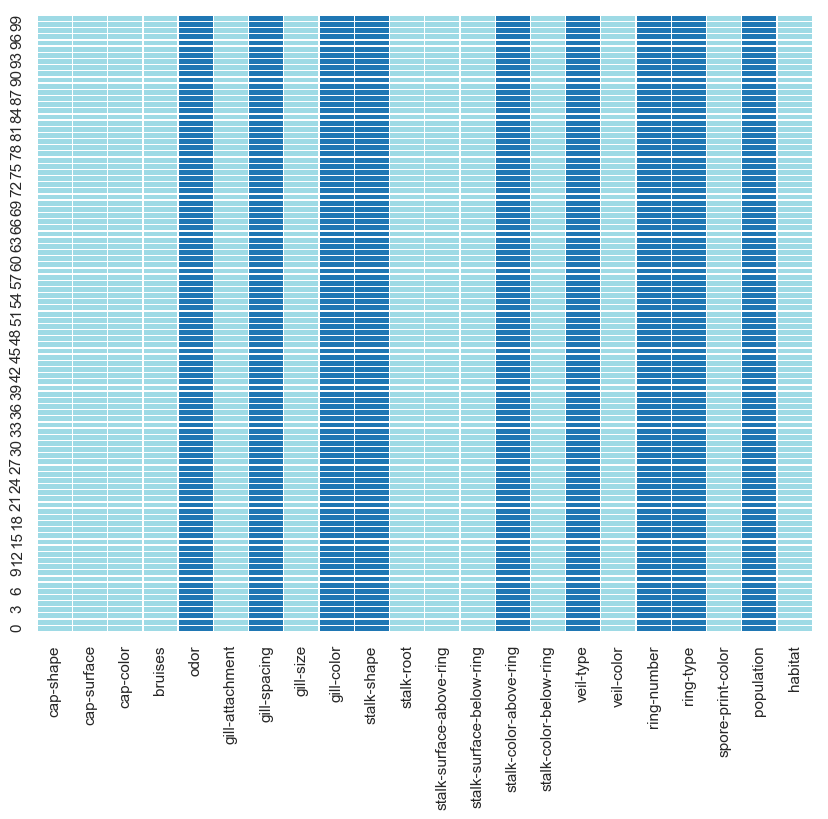 99
96
93
90
87
84
81
78
75
72
69
66
63
60
57
54
51
48
45
42
39
36
33
30
27
24
21
18
15
12
9
6
3
0
cap-shape
cap-surface
cap-color
bruises
odor
gill-attachment
gill-spacing
gill-size
gill-color
stalk-shape
stalk-root
stalk-surface-above-ring
stalk-surface-below-ring
stalk-color-above-ring
stalk-color-below-ring
veil-type
veil-color
ring-number
ring-type
spore-print-color
population
habitat